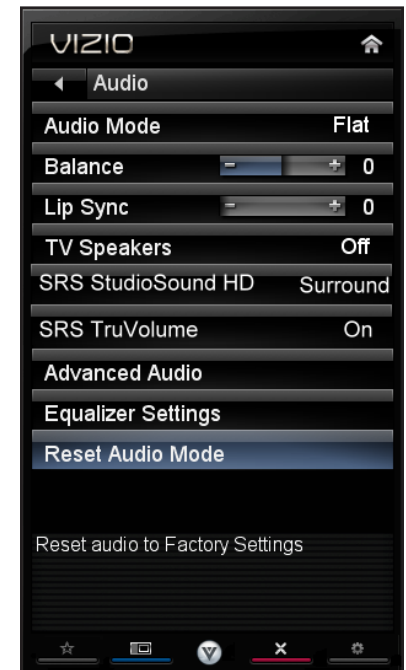 VIZIO
Audio
Audio Mode Flat
Balance - + 0
Lip Sync - + 0
TV Speakers Off
SRS StudioSound HD Surround
SRS TruVolume On
Advanced Audio
Equalizer Settings
Reset Audio Mode
Reset audio to Factory Settings
V